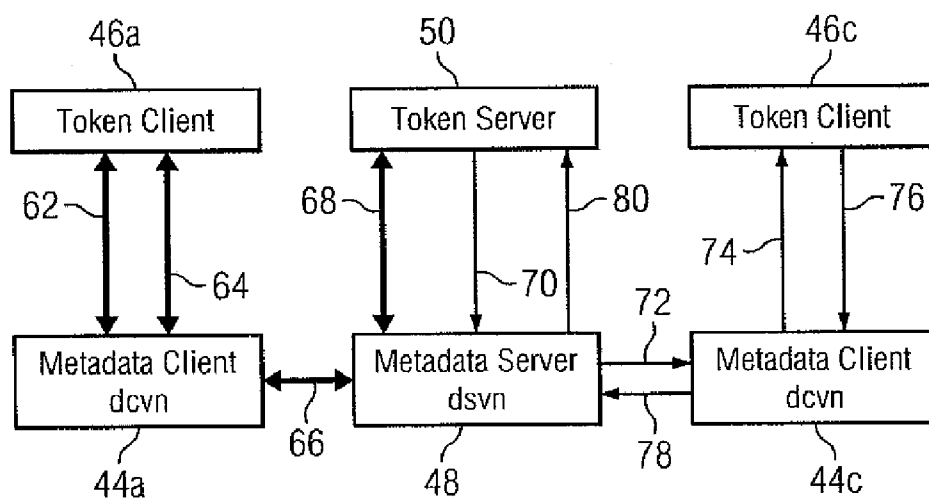 46a
50
46c
Token Client
Token Server
Token Client
62
64
68
70
80
74
76
72
Metadata Client
dcvn
Metadata Server
dsvn
Metadata Client
dcvn
66
78
44a
48
44c